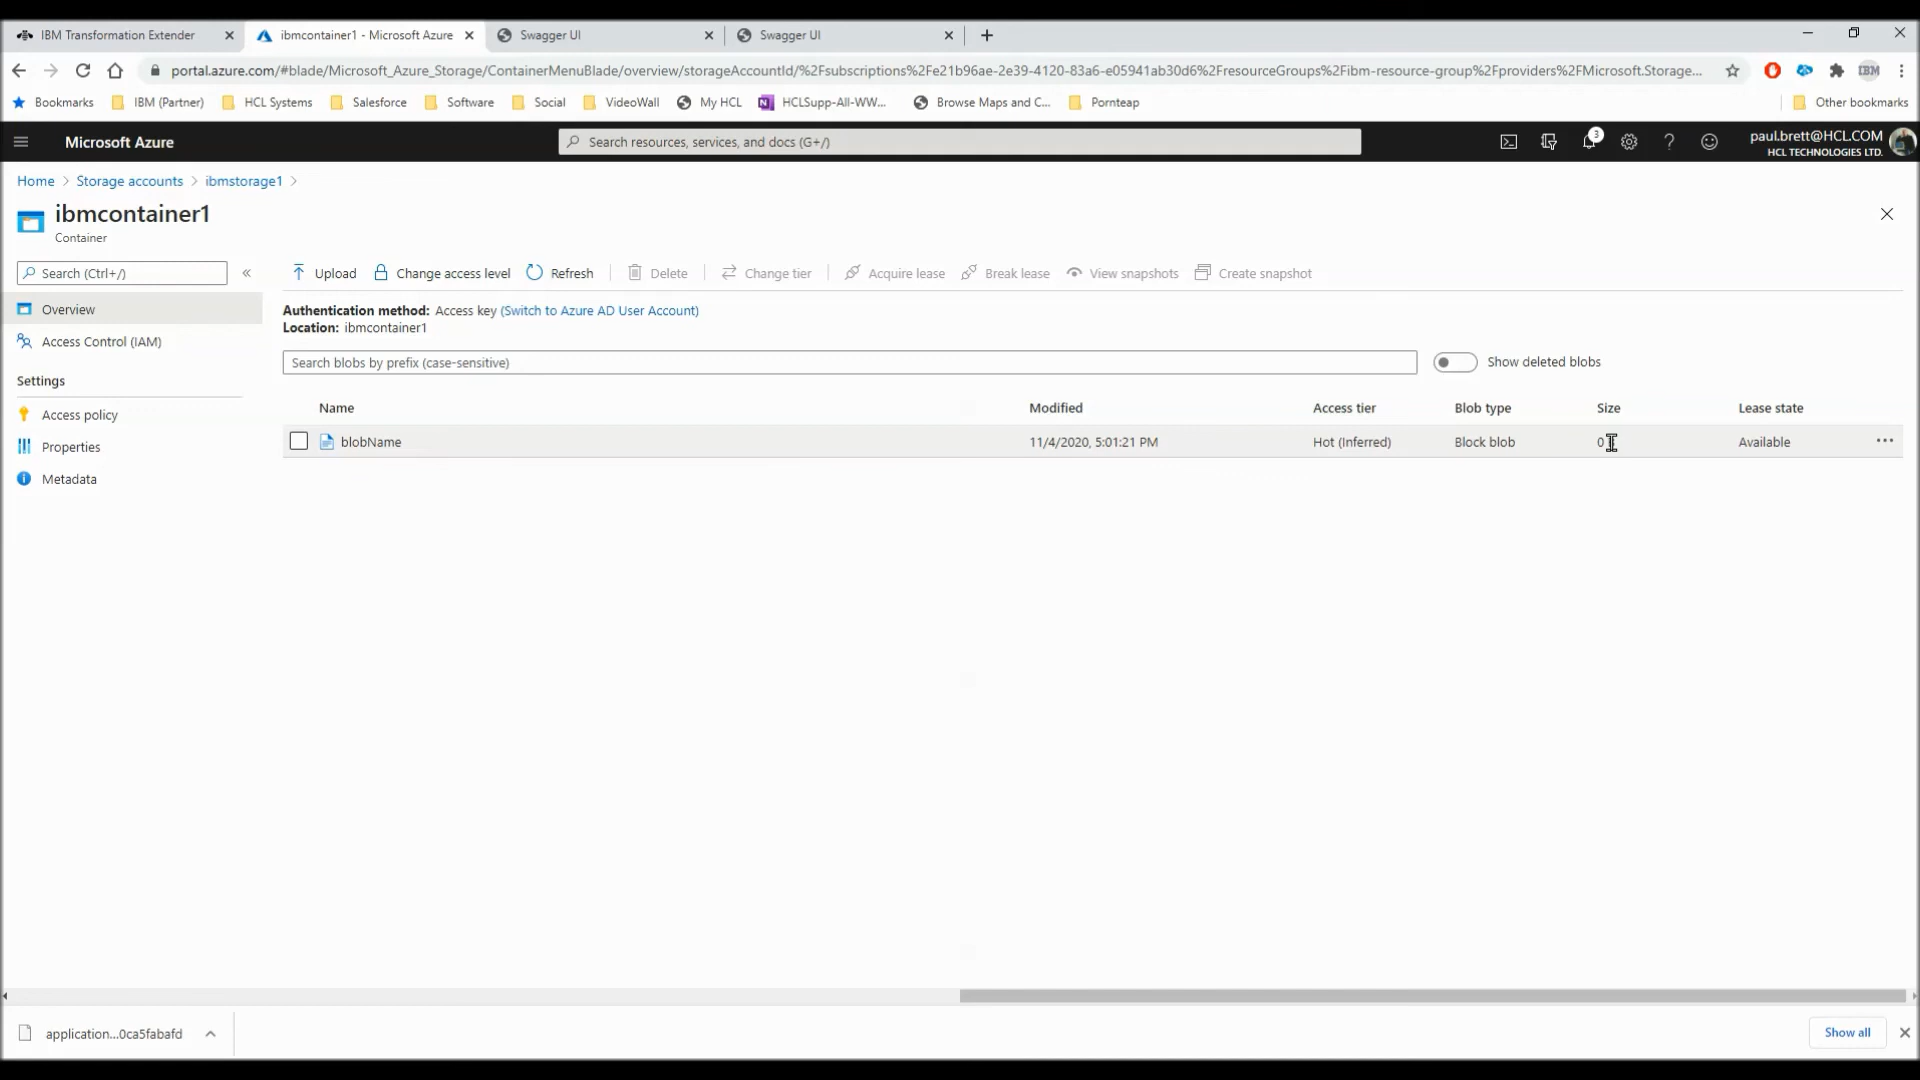 IBM Transformation Extender
ibmcontainer1 - Microsoft Azure
Swagger UI
Swagger UI
portal.azure.com/#blade/Microsoft_Azure_Storage/ContainerMenuBlade/overview/storageAccountId/%2Fsubscriptions%2Fe21b96ae-2e39-4120-83a6-e05941ab30d6%2FresourceGroups%2Fibm-resource-group%2Fproviders%2FMicrosoft.Storage...
IBM
Bookmarks
IBM (Partner)
HCL Systems
Salesforce
Software
Social
VideoWall
My HCL
HCLSupp-All-WW...
Browse Maps and C...
Pornteap
Other bookmarks
Microsoft Azure
Search resources, services, and docs (G+/)
3
paul.brett@HCL.COM
HCL TECHNOLOGIES LTD.
Home > Storage accounts > ibmstorage1 >
ibmcontainer1
Container
Search (Ctrl+/)
«
Upload
Change access level
Refresh
Delete
Change tier
Acquire lease
Break lease
View snapshots
Create snapshot
Overview
Access Control (IAM)
Settings
Access policy
Properties
Metadata
Authentication method: Access key (Switch to Azure AD User Account)
Location: ibmcontainer1
Search blobs by prefix (case-sensitive)
Show deleted blobs
Name Modified Access tier Blob type Size Lease state
blobName 11/4/2020, 5:01:21 PM Hot (Inferred) Block blob 0 Available ...
application...0ca5fabafd
Show all